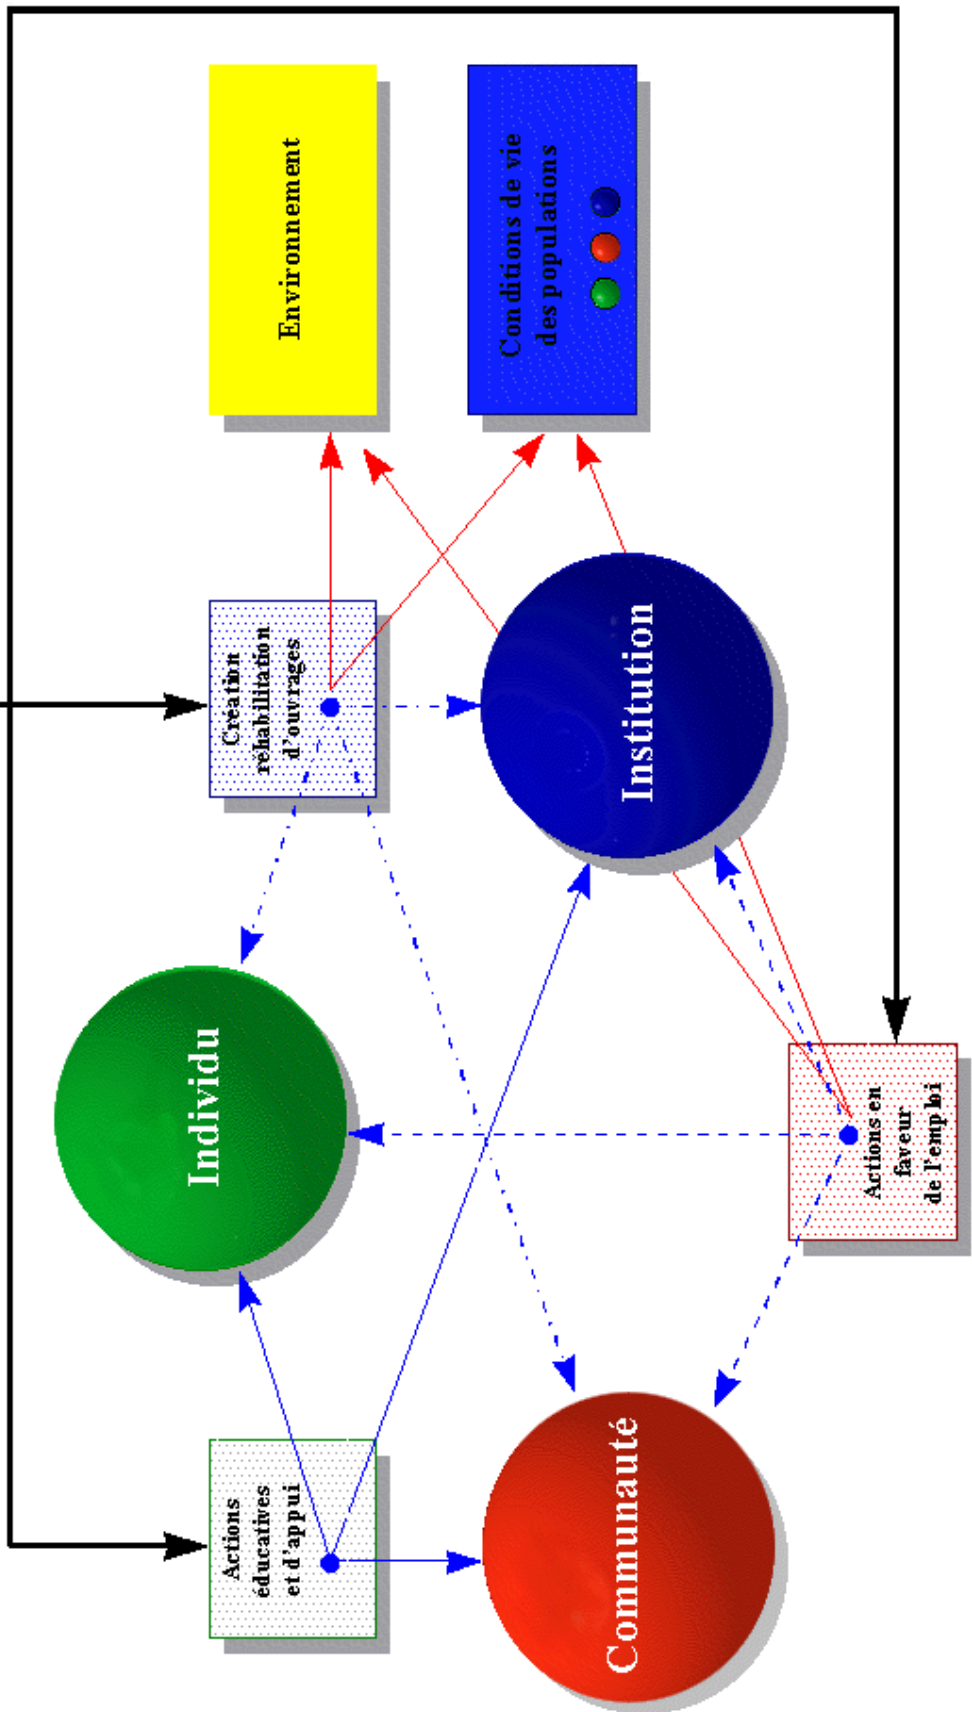 Individu
Actions
éducatives
et d'appui
Création
réhabilitation
d'ouvrages
Environnement
Communauté
Institution
Conditions de vie
des populations
Actions en
faveur
de l'emploi